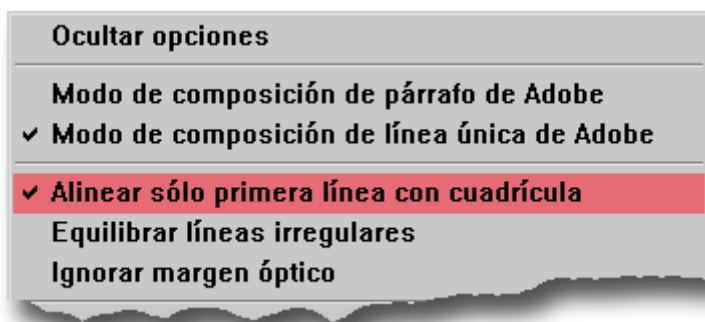 Ocultar opciones
Modo de composición de párrafo de Adobe
Modo de composición de línea única de Adobe
Alinear sólo primera línea con cuadrícula
Equilibrar líneas irregulares
Ignorar margen óptico